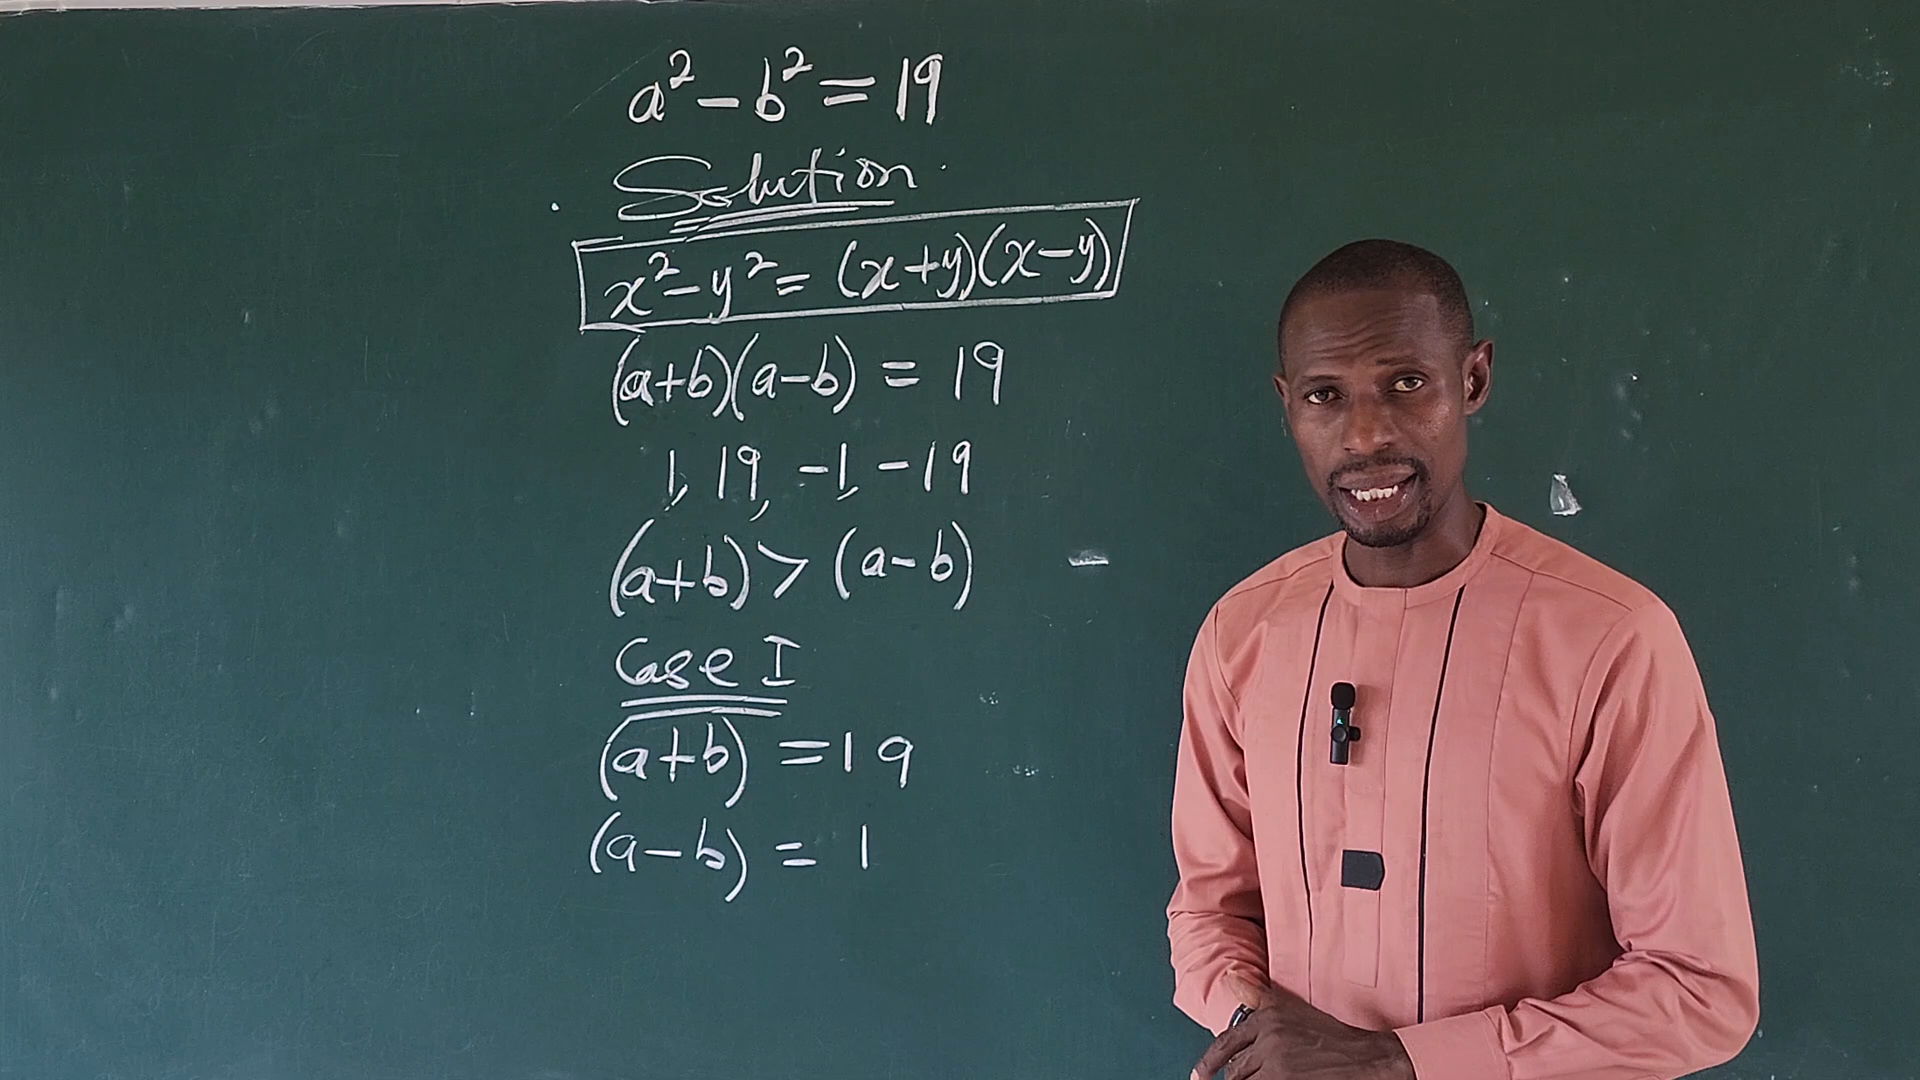 a² - b² = 19
Solution
x² - y² = (x+y)(x-y)
(a+b)(a-b) = 19
1, 19, -1, -19
(a+b) > (a-b)
Case I
(a+b) = 19
(a-b) = 1